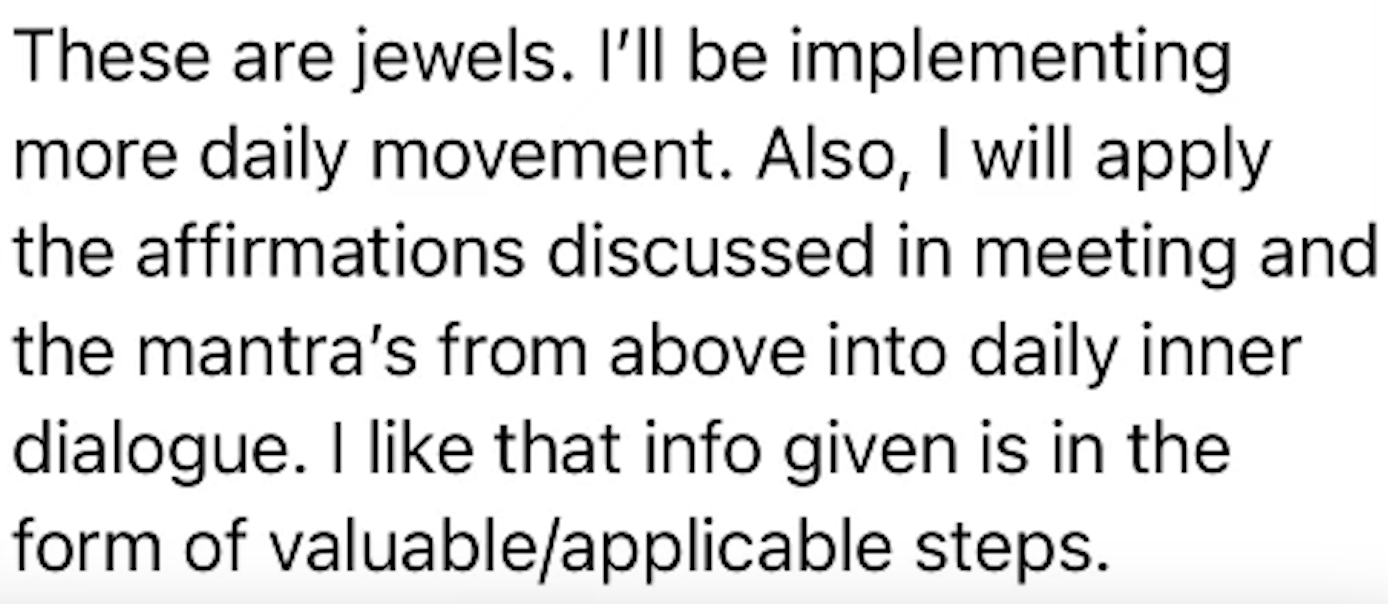 These are jewels. I’ll be implementing
more daily movement. Also, I will apply
the affirmations discussed in meeting and
the mantra’s from above into daily inner
dialogue. I like that info given is in the
form of valuable/applicable steps.